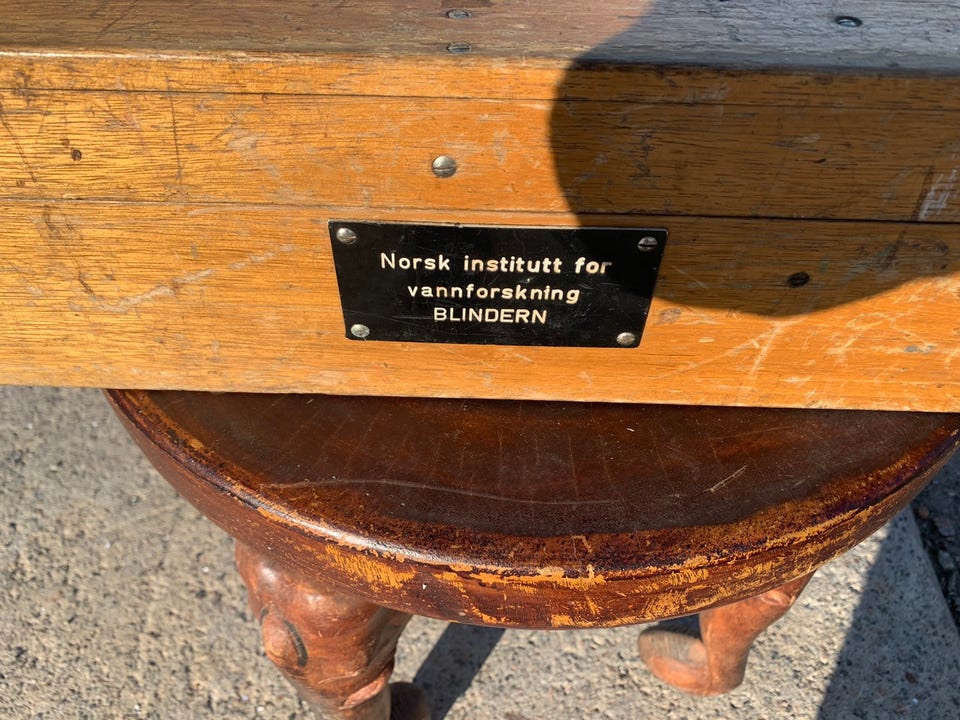 Norsk institutt for
vannforskning
BLINDERN